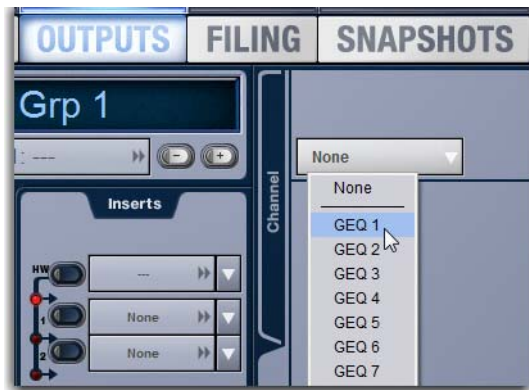 OUTPUTS FILING SNAPSHOTS
Grp 1
: ---
None
Channel
None
Inserts
GEQ 1
GEQ 2
GEQ 3
GEQ 4
GEQ 5
GEQ 6
GEQ 7
HW ---
1 None
2 None